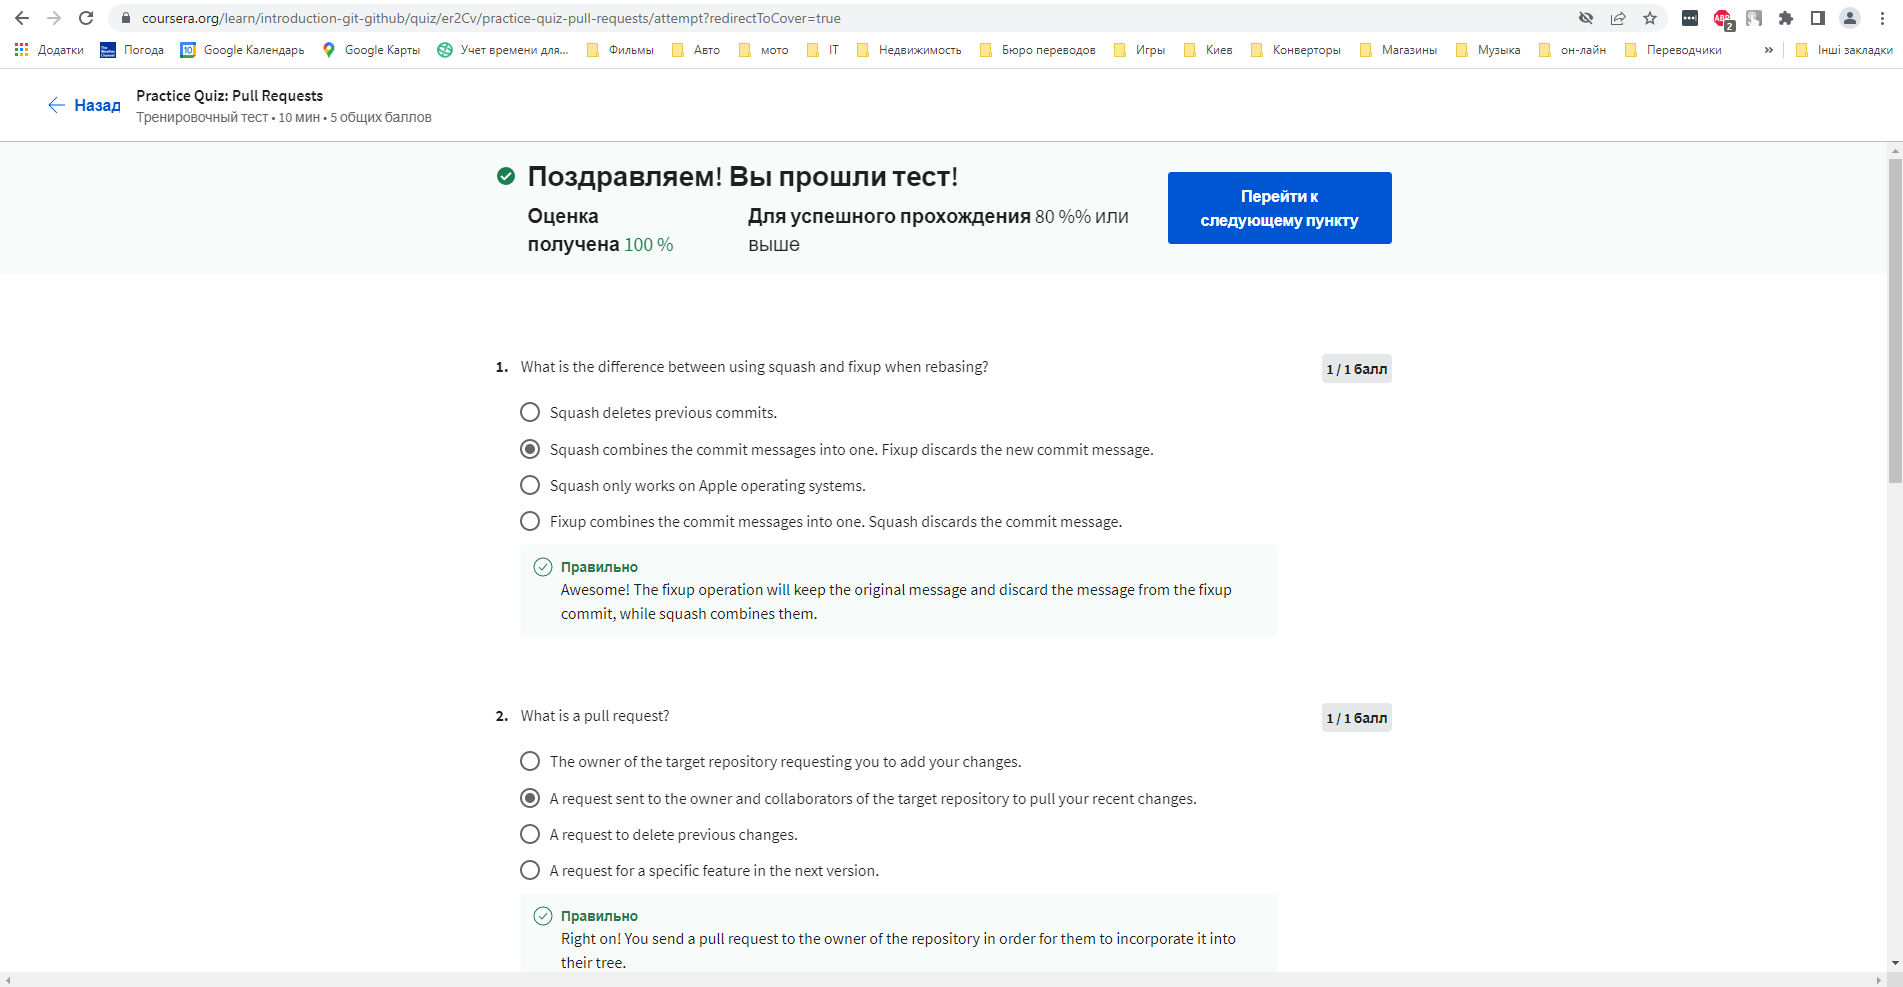 coursera.org/learn/introduction-git-github/quiz/er2Cv/practice-quiz-pull-requests/attempt?redirectToCover=true
ABP 2
Додатки Погода 10 Google Календарь Google Карты Учет времени для... Фильмы Авто мото IT Недвижимость Бюро переводов Игры Киев Конверторы Магазины Музыка он-лайн Переводчики » Інші закладки
Назад
Practice Quiz: Pull Requests
Тренировочный тест • 10 мин • 5 общих баллов
Поздравляем! Вы прошли тест!
Оценка
получена 100 %
Для успешного прохождения 80 %% или
выше
Перейти к
следующему пункту
1. What is the difference between using squash and fixup when rebasing?
1 / 1 балл
Squash deletes previous commits.
Squash combines the commit messages into one. Fixup discards the new commit message.
Squash only works on Apple operating systems.
Fixup combines the commit messages into one. Squash discards the commit message.
Правильно
Awesome! The fixup operation will keep the original message and discard the message from the fixup
commit, while squash combines them.
2. What is a pull request?
1 / 1 балл
The owner of the target repository requesting you to add your changes.
A request sent to the owner and collaborators of the target repository to pull your recent changes.
A request to delete previous changes.
A request for a specific feature in the next version.
Правильно
Right on! You send a pull request to the owner of the repository in order for them to incorporate it into
their tree.